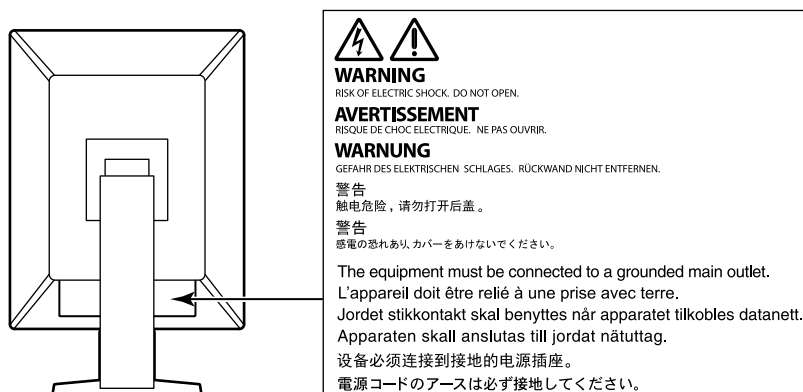 WARNING
RISK OF ELECTRIC SHOCK. DO NOT OPEN.
AVERTISSEMENT
RISQUE DE CHOC ELECTRIQUE. NE PAS OUVRIR.
WARNUNG
GEFAHR DES ELEKTRISCHEN SCHLAGES. RÜCKWAND NICHT ENTFERNEN.
警告
触电危险，请勿打开后盖。
警告
感電の恐れあり、カバーをあけないでください。
The equipment must be connected to a grounded main outlet.
L'appareil doit être relié à une prise avec terre.
Jordet stikkontakt skal benyttes når apparatet tilkobles datanett.
Apparaten skall anslutas till jordat nätuttag.
设备必须连接到接地的电源插座。
電源コードのアースは必ず接地してください。